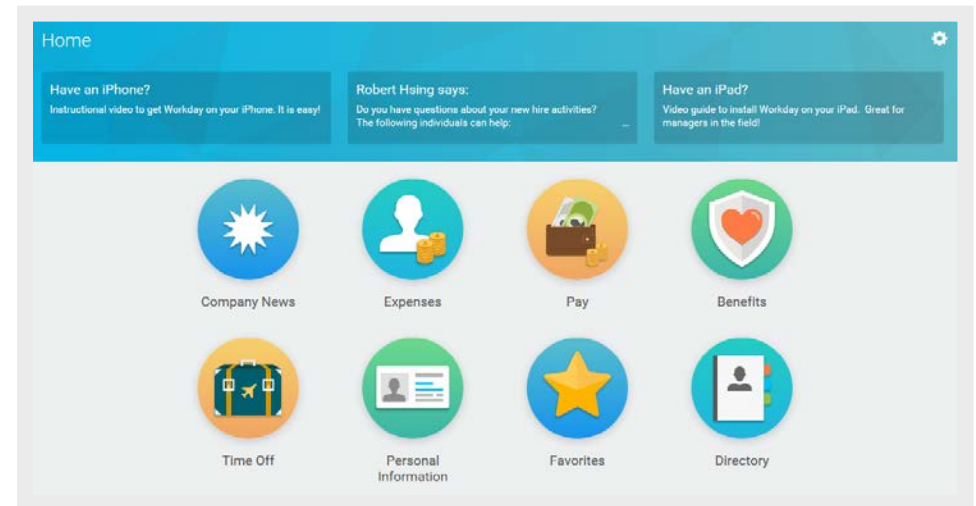 Home
Have an iPhone?
Instructional video to get Workday on your iPhone. It is easy!
Robert Hsing says:
Do you have questions about your new hire activities?
The following individuals can help:
...
Have an iPad?
Video guide to install Workday on your iPad. Great for
managers in the field!
Company News
Expenses
Pay
Benefits
Time Off
Personal
Information
Favorites
Directory